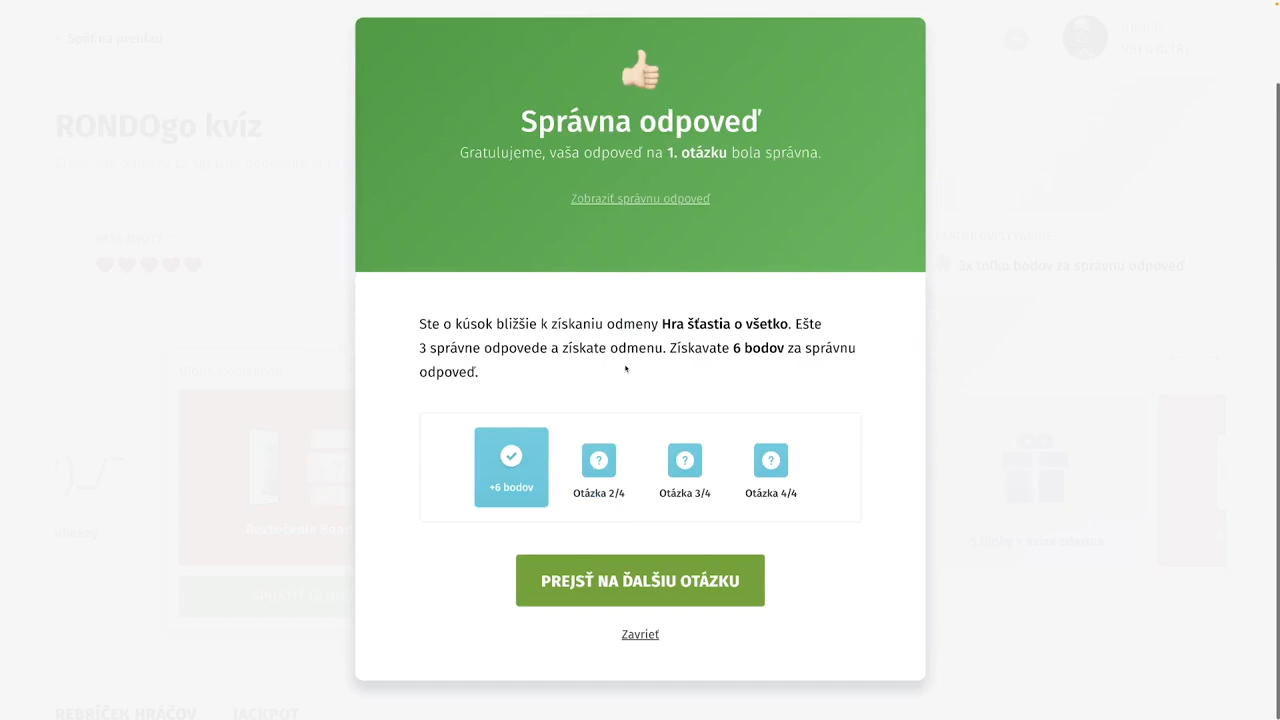 Späť na prehľad
RONDOgo kvíz
Správna odpoveď
Gratulujeme, vaša odpoveď na 1. otázku bola správna.
Zobraziť správnu odpoveď
3x toľko bodov za správnu odpoveď
Ste o kúsok bližšie k získaniu odmeny Hra šťastia o všetko. Ešte
3 správne odpovede a získate odmenu. Získavate 6 bodov za správnu
odpoveď.
+6 bodov
?
Otázka 2/4
?
Otázka 3/4
?
Otázka 4/4
PREJSŤ NA ĎALŠIU OTÁZKU
Zavrieť
REBRÍČEK HRÁČOV
JACKPOT